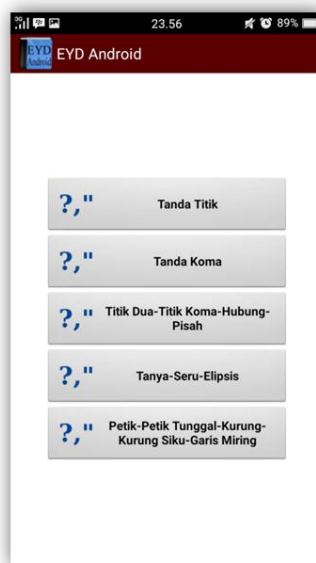 3G 23.56 89%
EYD Android
EYD Android
?,"
Tanda Titik
?,"
Tanda Koma
?,"
Titik Dua-Titik Koma-Hubung-
Pisah
?,"
Tanya-Seru-Elipsis
?,"
Petik-Petik Tunggal-Kurung-
Kurung Siku-Garis Miring